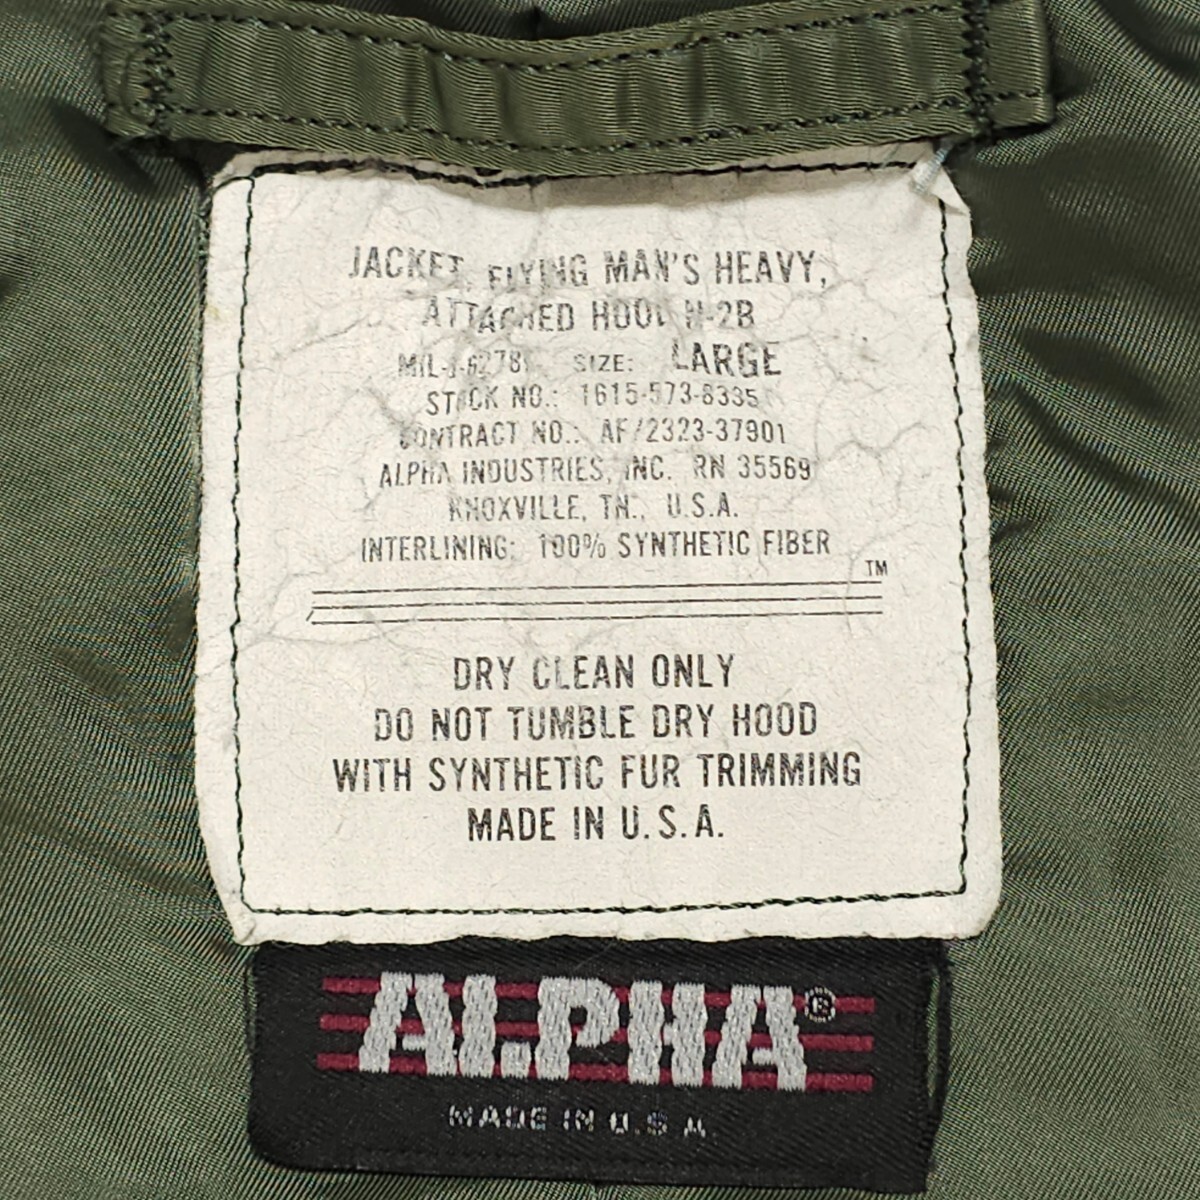 JACKET, FLYING MAN'S HEAVY,
ATTACHED HOOD N-2B
MIL-J-6278 SIZE: LARGE
STOCK NO.: 1615-573-8335
CONTRACT NO.: AF/2323-37901
ALPHA INDUSTRIES, INC. RN 35569
KNOXVILLE, TN., U.S.A.
INTERLINING: 100% SYNTHETIC FIBER
TM
DRY CLEAN ONLY
DO NOT TUMBLE DRY HOOD
WITH SYNTHETIC FUR TRIMMING
MADE IN U.S.A.
ALPHA®
MADE IN U.S.A.